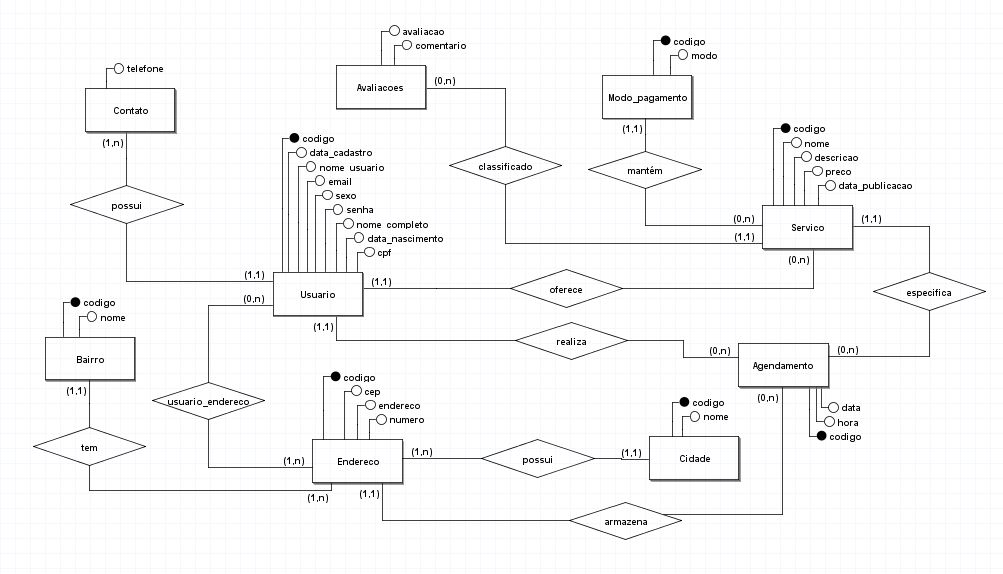 avaliacao
comentario
Avaliacoes
(0,n)
codigo
modo
Modo_pagamento
(1,1)
telefone
Contato
(1,n)
codigo
nome
descricao
preco
data_publicacao
Servico
(0,n)
(1,1)
(1,1)
(0,n)
classificado
mantém
possui
codigo
data_cadastro
nome_usuario
email
sexo
senha
nome_completo
data_nascimento
cpf
Usuario
(1,1)
(0,n)
(1,1)
(1,1)
oferece
especifica
realiza
codigo
nome
Bairro
(1,1)
(0,n)
Agendamento
(0,n)
(0,n)
data
hora
codigo
usuario_endereco
codigo
cep
endereco
numero
Endereco
(1,n)
(1,n)
(1,n)
(1,1)
tem
possui
codigo
nome
(1,1)
Cidade
armazena